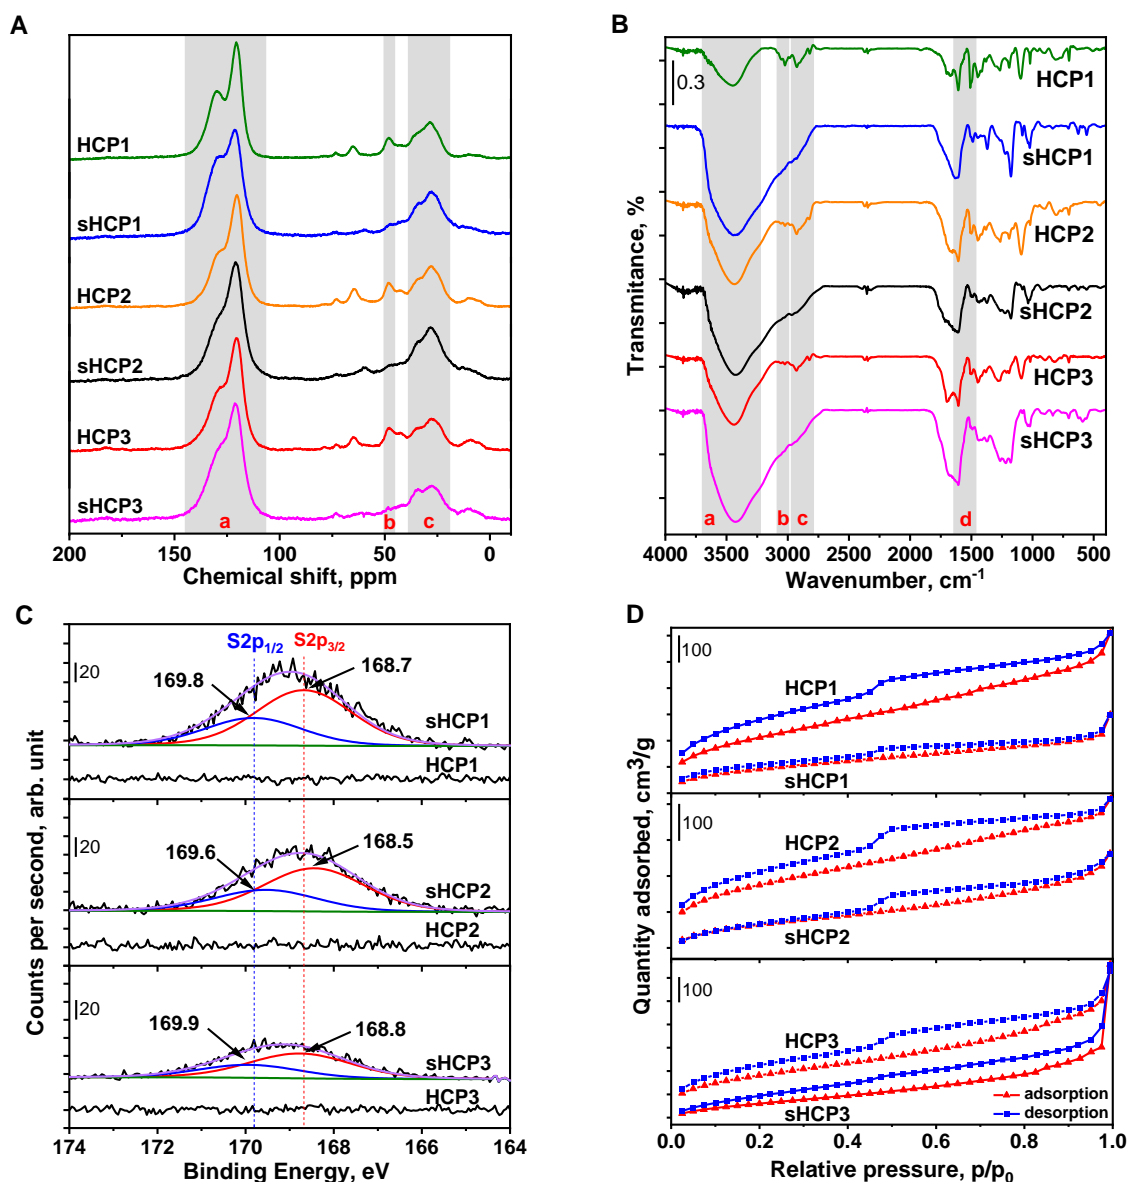 A
HCP1
sHCP1
HCP2
sHCP2
HCP3
sHCP3
a
b
c
200
150
100
50
0
Chemical shift, ppm
B
0.3
HCP1
sHCP1
HCP2
sHCP2
HCP3
sHCP3
a
b
c
d
Transmitance, %
4000 3500 3000 2500 2000 1500 1000 500
Wavenumber, cm-1
C
S2p1/2
S2p3/2
20
169.8
168.7
sHCP1
HCP1
20
169.6
168.5
sHCP2
HCP2
20
169.9
168.8
sHCP3
HCP3
Counts per second, arb. unit
174
172
170
168
166
164
Binding Energy, eV
D
100
HCP1
sHCP1
100
HCP2
sHCP2
100
HCP3
sHCP3
adsorption
desorption
Quantity adsorbed, cm3/g
0.0
0.2
0.4
0.6
0.8
1.0
Relative pressure, p/p0